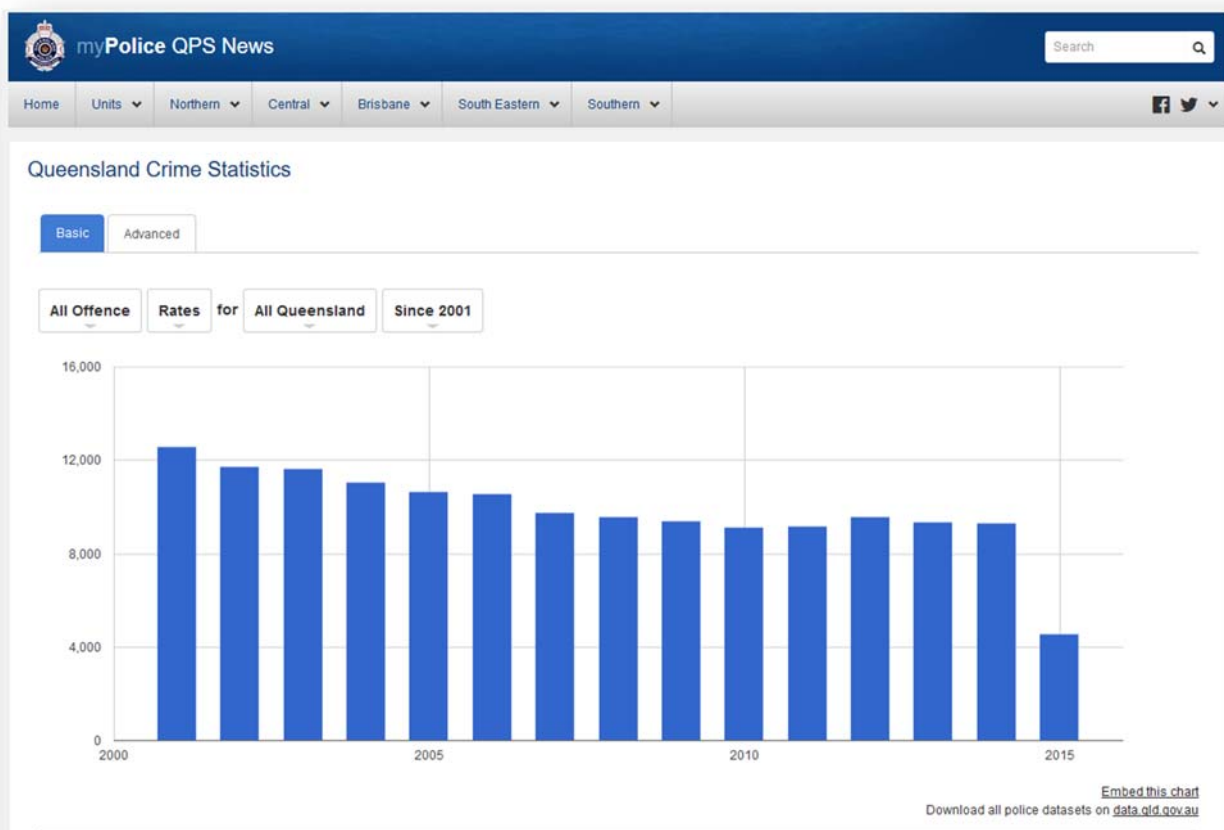 myPolice QPS News
Search
Home Units Northern Central Brisbane South Eastern Southern
Queensland Crime Statistics
Basic Advanced
All Offence Rates for All Queensland Since 2001
16,000
12,000
8,000
4,000
0
2000 2005 2010 2015
Embed this chart
Download all police datasets on data.qld.gov.au